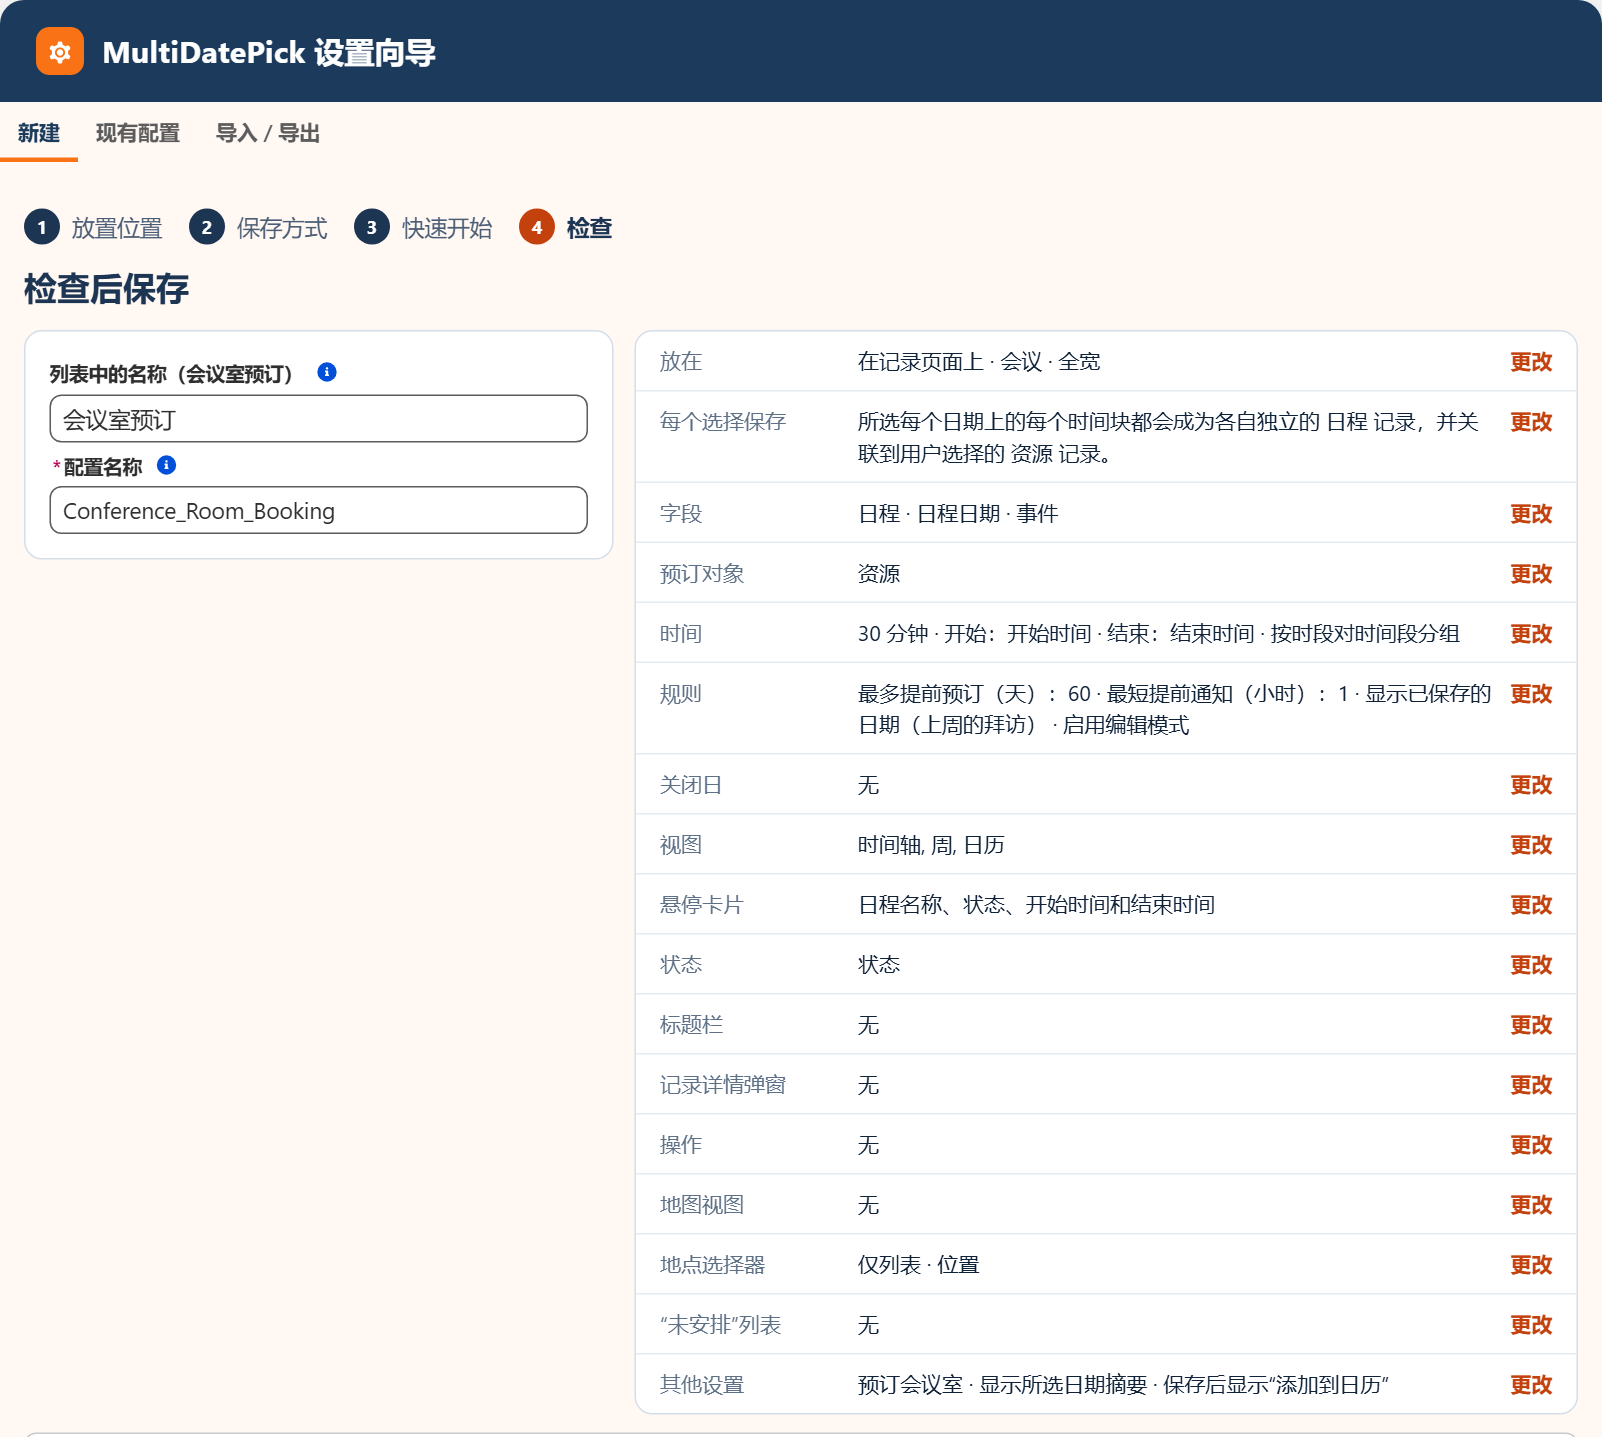 MultiDatePick 设置向导
新建 现有配置 导入 / 导出
1 放置位置 2 保存方式 3 快速开始 4 检查
检查后保存
列表中的名称（会议室预订）
会议室预订
*配置名称
Conference_Room_Booking
放在 在记录页面上 · 会议 · 全宽 更改
每个选择保存 所选每个日期上的每个时间块都会成为各自独立的 日程 记录，并关 更改
联到用户选择的 资源 记录。
字段 日程 · 日程日期 · 事件 更改
预订对象 资源 更改
时间 30 分钟 · 开始：开始时间 · 结束：结束时间 · 按时段对时间段分组 更改
规则 最多提前预订（天）：60 · 最短提前通知（小时）：1 · 显示已保存的 更改
日期（上周的拜访） · 启用编辑模式
关闭日 无 更改
视图 时间轴, 周, 日历 更改
悬停卡片 日程名称、状态、开始时间和结束时间 更改
状态 状态 更改
标题栏 无 更改
记录详情弹窗 无 更改
操作 无 更改
地图视图 无 更改
地点选择器 仅列表 · 位置 更改
“未安排”列表 无 更改
其他设置 预订会议室 · 显示所选日期摘要 · 保存后显示“添加到日历” 更改